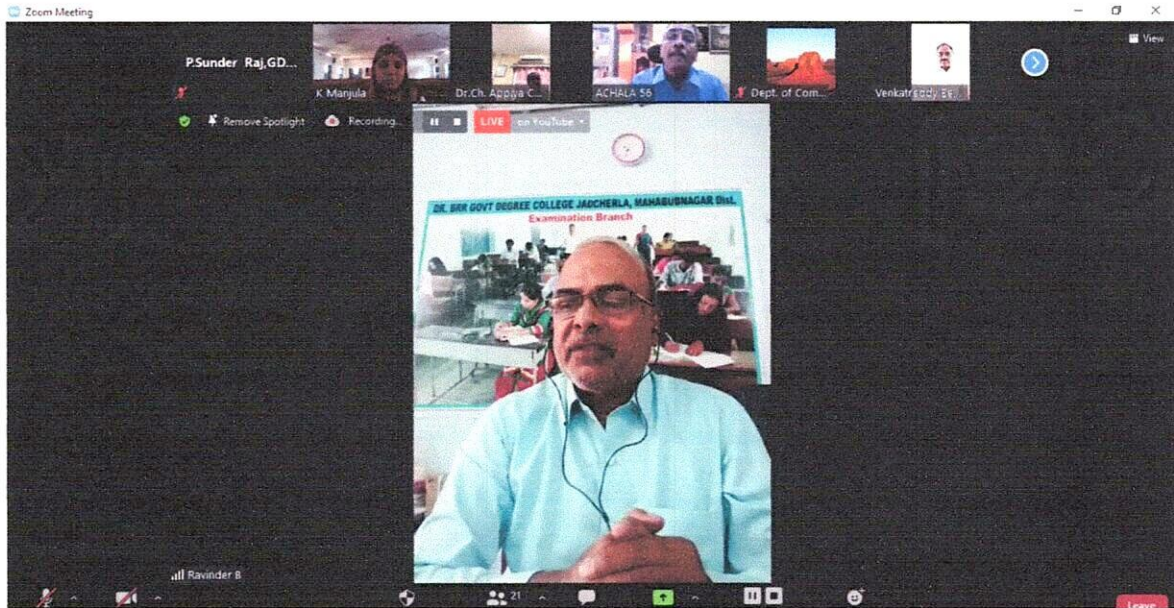 Zoom Meeting
View
P.Sunder Raj,GD...
K Manjula
Dr.Ch. Appiya C...
ACHALA 56
Dept. of Com...
Remove Spotlight
Recording...
LIVE
on YouTube
DR. BRR GOVT DEGREE COLLEGE JADCHERLA, MAHABUBNAGAR Dist.
Examination Branch
Ravinder B
21
Leave